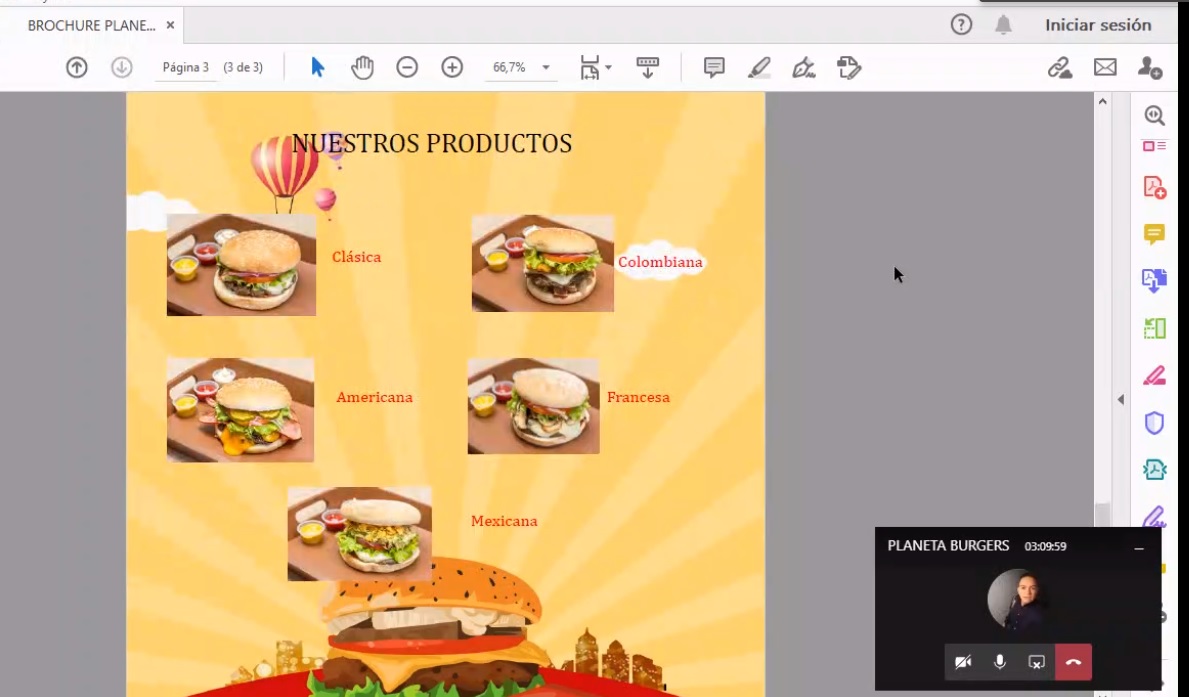 BROCHURE PLANE... ×
Iniciar sesión
Página 3 (3 de 3)
66,7%
NUESTROS PRODUCTOS
Clásica
Colombiana
Americana
Francesa
Mexicana
PLANETA BURGERS 03:09:59